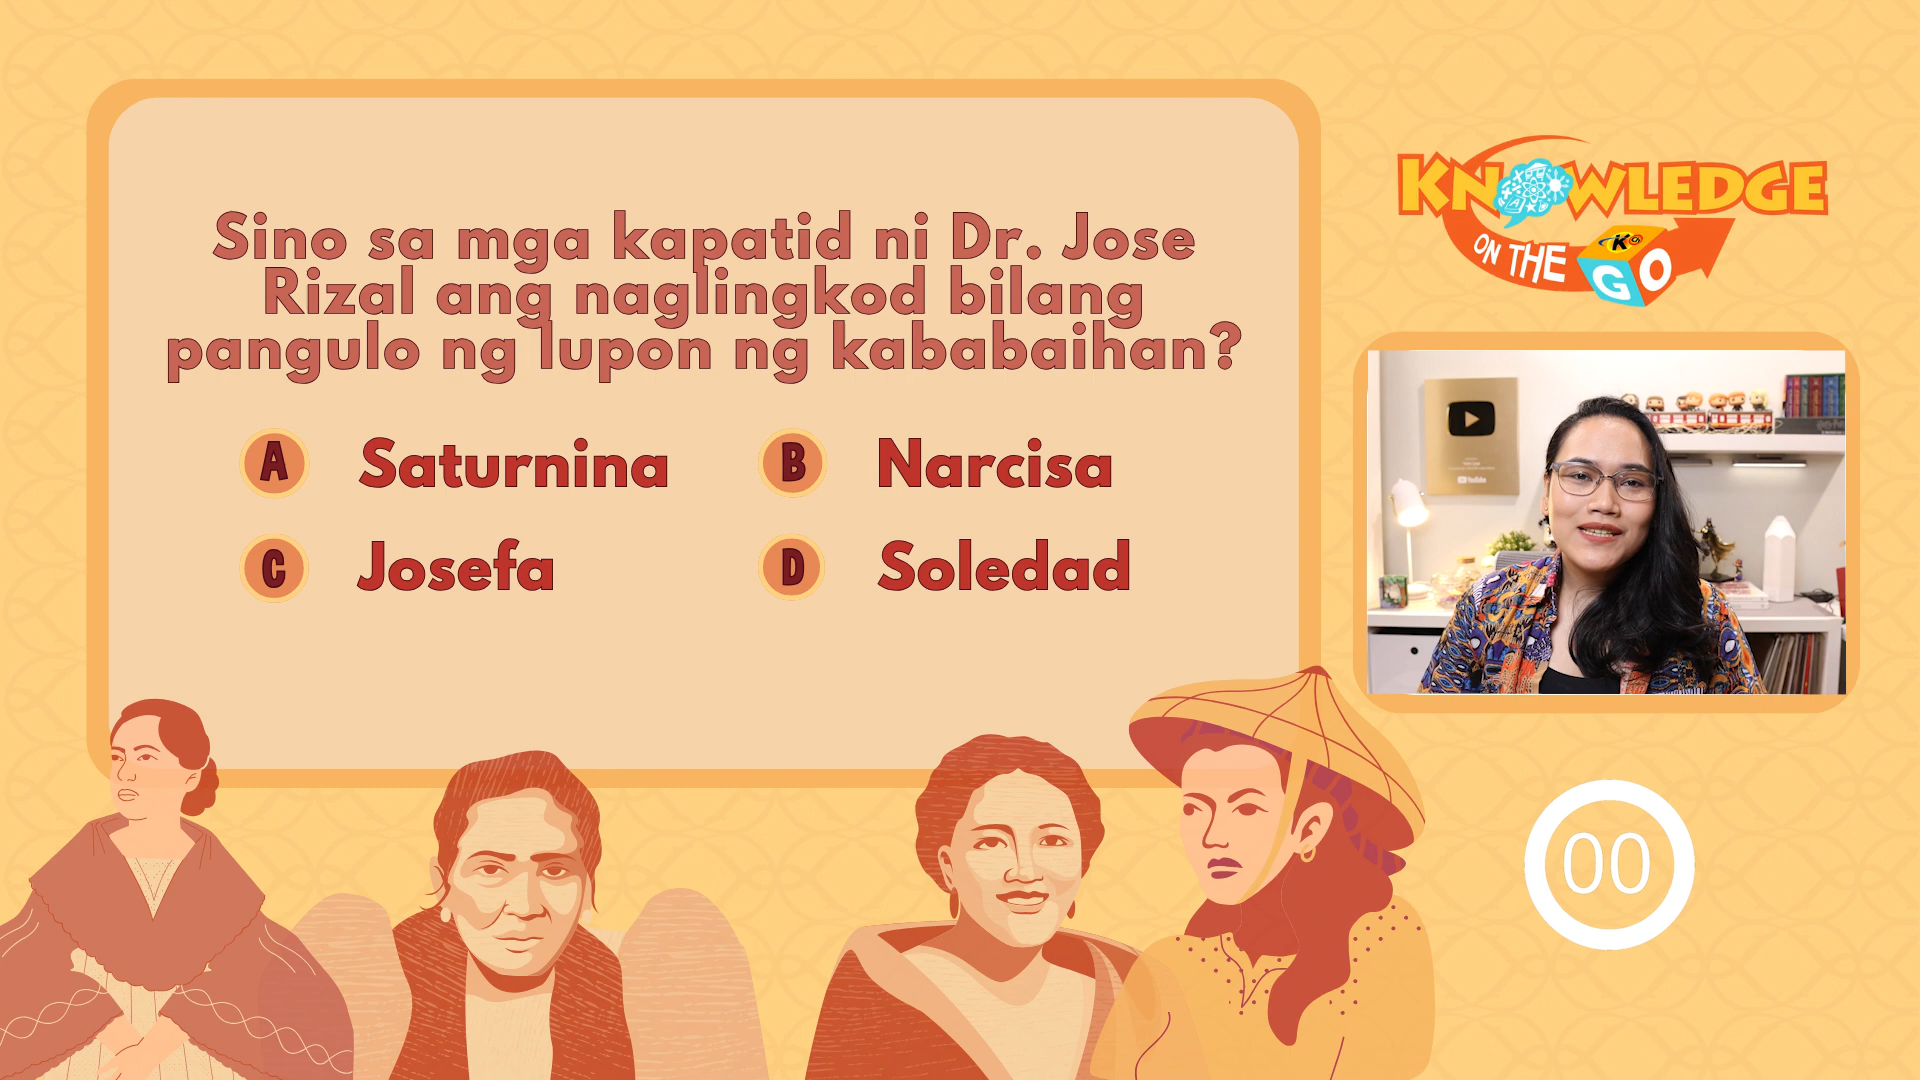 Sino sa mga kapatid ni Dr. Jose
Rizal ang naglingkod bilang
pangulo ng lupon ng kababaihan?
A Saturnina
B Narcisa
C Josefa
D Soledad
KNOWLEDGE
ON THE GO
YouTube
00